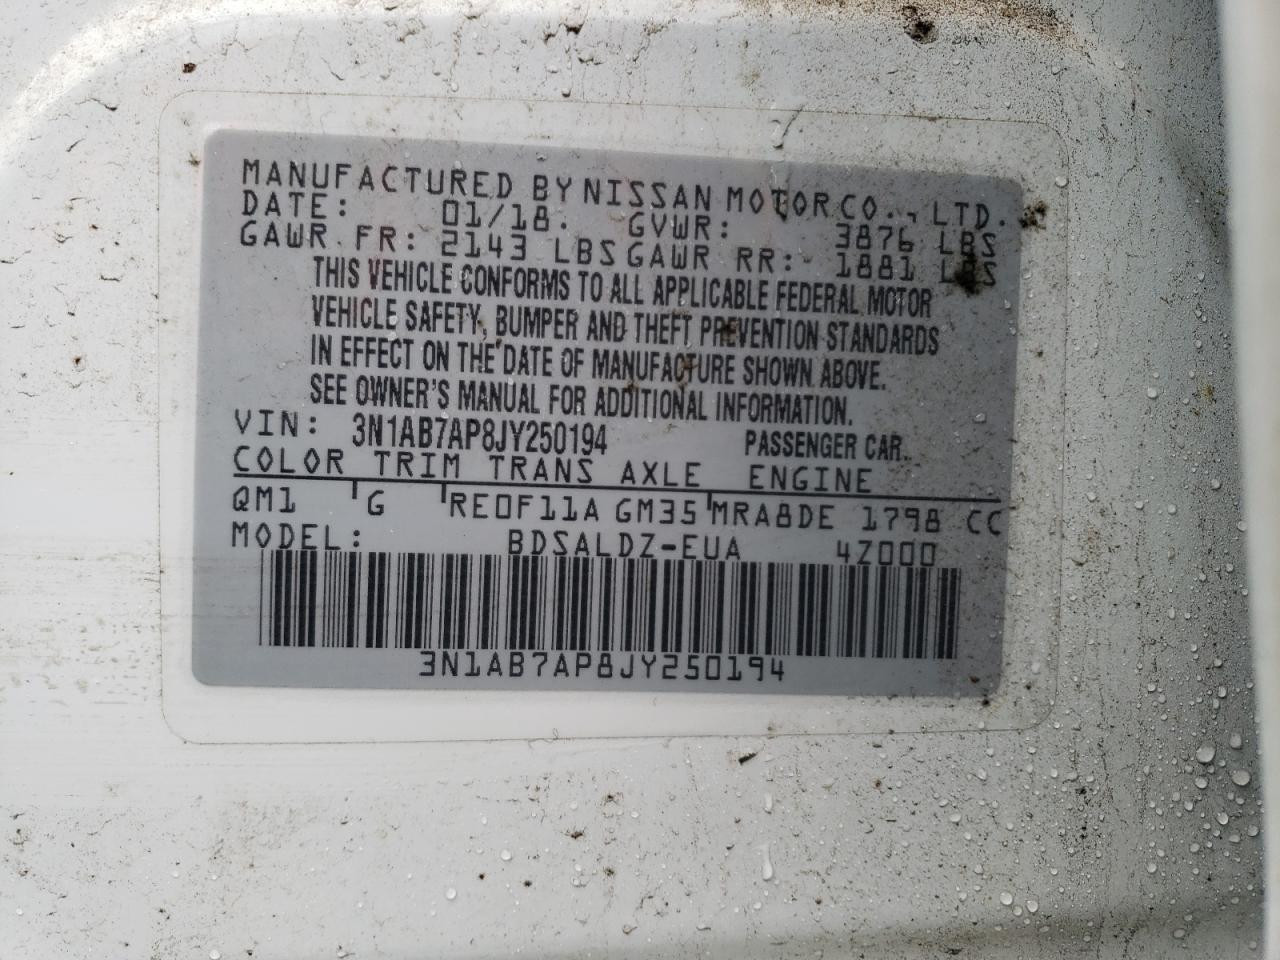 MANUFACTURED BY NISSAN MOTOR CO., LTD.
DATE: 01/18. GVWR: 3876 LBS
GAWR FR: 2143 LBS GAWR RR: 1881 LBS
THIS VEHICLE CONFORMS TO ALL APPLICABLE FEDERAL MOTOR
VEHICLE SAFETY, BUMPER AND THEFT PREVENTION STANDARDS
IN EFFECT ON THE DATE OF MANUFACTURE SHOWN ABOVE.
SEE OWNER'S MANUAL FOR ADDITIONAL INFORMATION.
VIN: 3N1AB7AP8JY250194 PASSENGER CAR.
COLOR TRIM TRANS AXLE ENGINE
QM1 G RE0F11A GM35 MRA8DE 1798 CC
MODEL: BDSALDZ-EUA 4Z000
3N1AB7AP8JY250194